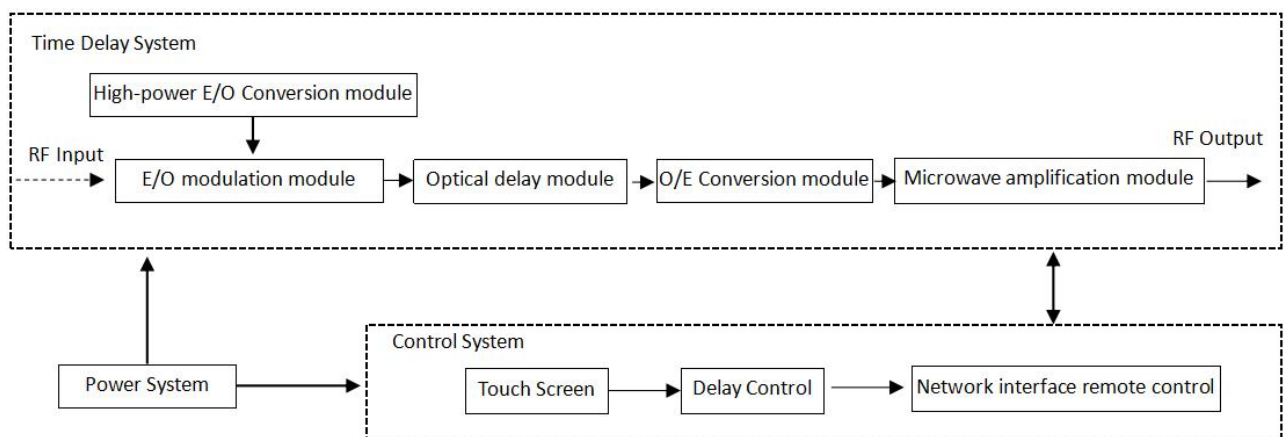 Time Delay System
High-power E/O Conversion module
RF Input
RF Output
E/O modulation module
Optical delay module
O/E Conversion module
Microwave amplification module
Control System
Power System
Touch Screen
Delay Control
Network interface remote control